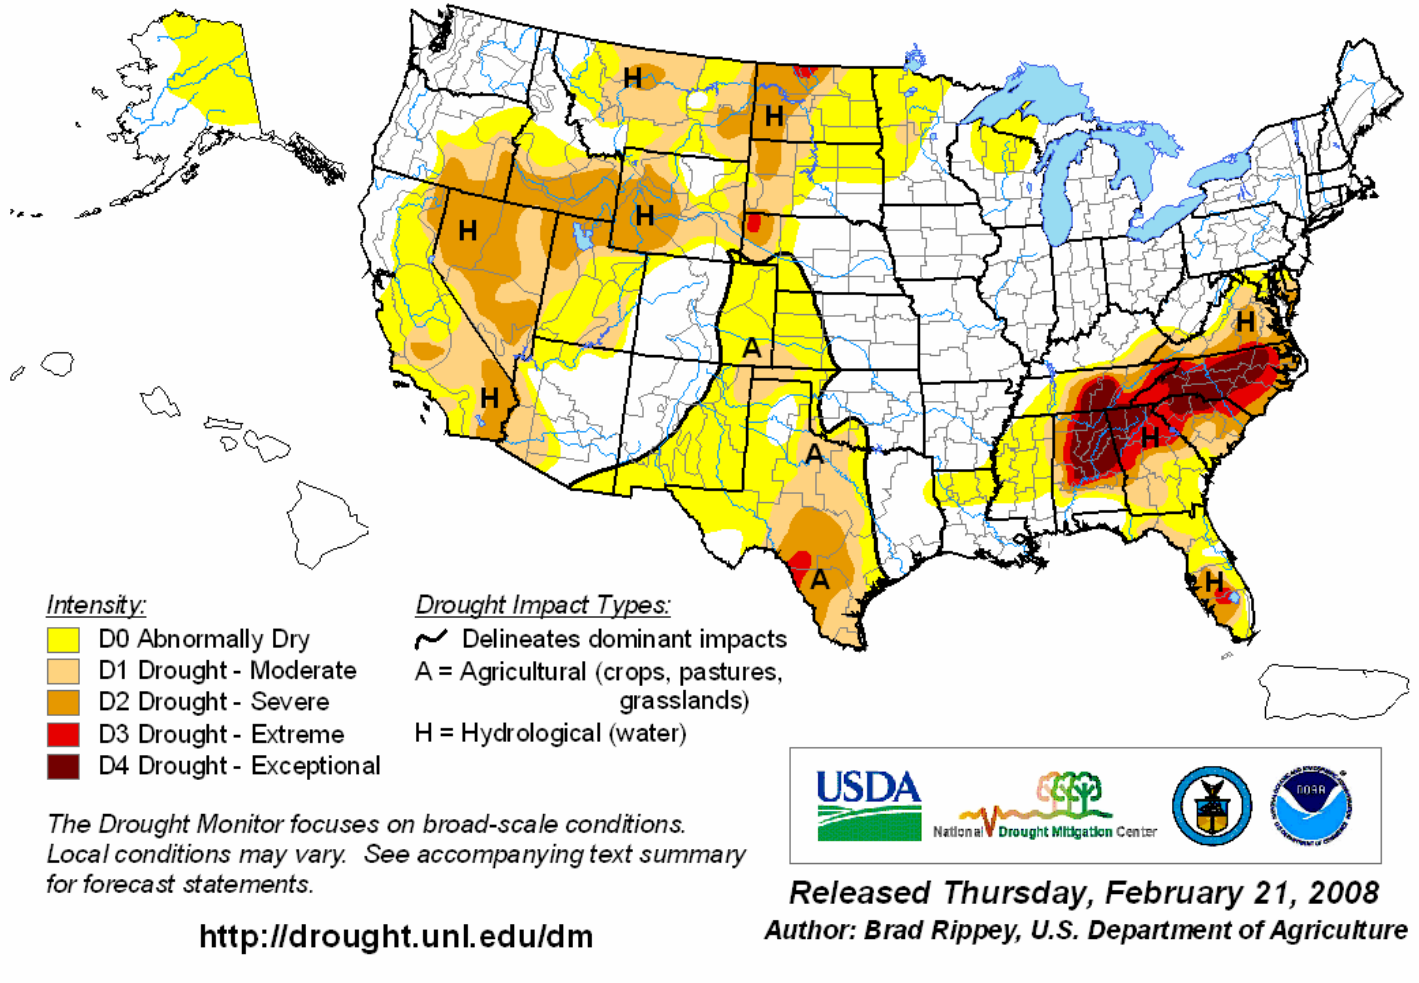 H
H
H
H
H
H
A
H
A
H
A
H
Intensity:
D0 Abnormally Dry
D1 Drought - Moderate
D2 Drought - Severe
D3 Drought - Extreme
D4 Drought - Exceptional
Drought Impact Types:
Delineates dominant impacts
A = Agricultural (crops, pastures,
grasslands)
H = Hydrological (water)
The Drought Monitor focuses on broad-scale conditions.
Local conditions may vary. See accompanying text summary
for forecast statements.
http://drought.unl.edu/dm
USDA
National Drought Mitigation Center
Released Thursday, February 21, 2008
Author: Brad Rippey, U.S. Department of Agriculture